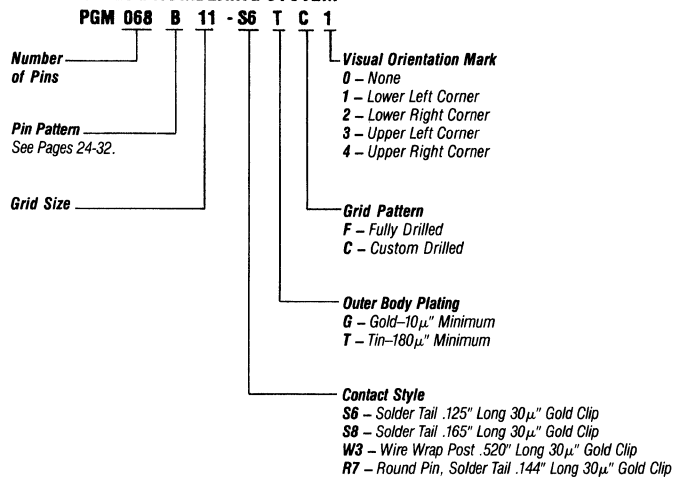 PGM 068 B 11 - S6 T C 1
Number
of Pins
Pin Pattern
See Pages 24-32.
Grid Size
Visual Orientation Mark
0 – None
1 – Lower Left Corner
2 – Lower Right Corner
3 – Upper Left Corner
4 – Upper Right Corner
Grid Pattern
F – Fully Drilled
C – Custom Drilled
Outer Body Plating
G – Gold–10μ" Minimum
T – Tin–180μ" Minimum
Contact Style
S6 – Solder Tail .125" Long 30μ" Gold Clip
S8 – Solder Tail .165" Long 30μ" Gold Clip
W3 – Wire Wrap Post .520" Long 30μ" Gold Clip
R7 – Round Pin, Solder Tail .144" Long 30μ" Gold Clip